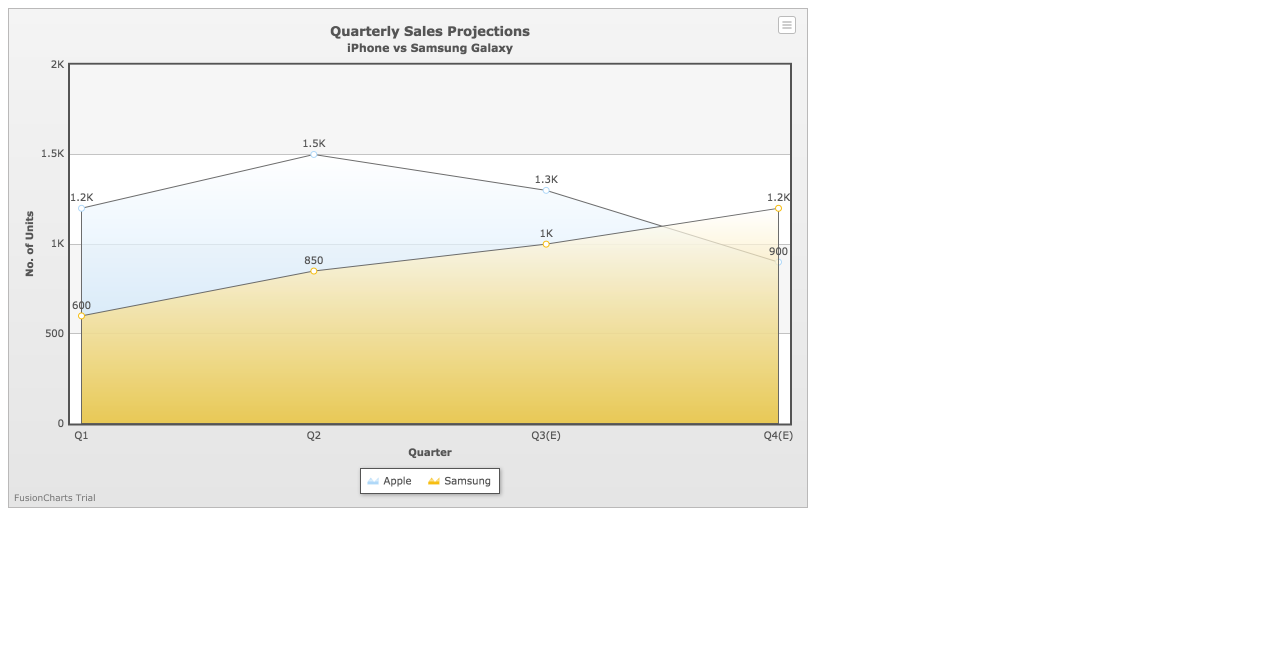 Quarterly Sales Projections
iPhone vs Samsung Galaxy
2K
1.5K
1K
500
0
No. of Units
1.2K
1.5K
1.3K
900
600
850
1K
1.2K
Q1
Q2
Q3(E)
Q4(E)
Quarter
Apple
Samsung
FusionCharts Trial